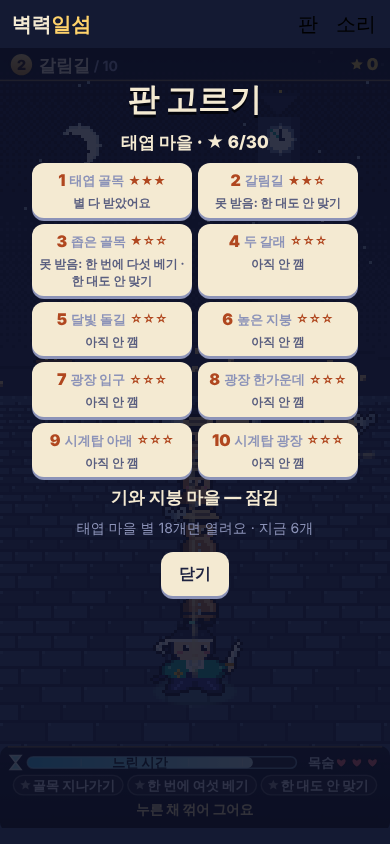 벽력일섬 판 소리
2 갈림길 / 10 ★ 0
판 고르기
태엽 마을 · ★ 6/30
1 태엽 골목 ★★★
별 다 받았어요
2 갈림길 ★★☆
못 받음: 한 대도 안 맞기
3 좁은 골목 ★☆☆
못 받음: 한 번에 다섯 베기 ·
한 대도 안 맞기
4 두 갈래 ☆☆☆
아직 안 깸
5 달빛 돌길 ☆☆☆
아직 안 깸
6 높은 지붕 ☆☆☆
아직 안 깸
7 광장 입구 ☆☆☆
아직 안 깸
8 광장 한가운데 ☆☆☆
아직 안 깸
9 시계탑 아래 ☆☆☆
아직 안 깸
10 시계탑 광장 ☆☆☆
아직 안 깸
기와 지붕 마을 — 잠김
태엽 마을 별 18개면 열려요 · 지금 6개
닫기
느린 시간 목숨 ♥ ♥ ♥
★골목 지나가기 ★한 번에 여섯 베기 ★한 대도 안 맞기
누른 채 꺾어 그어요